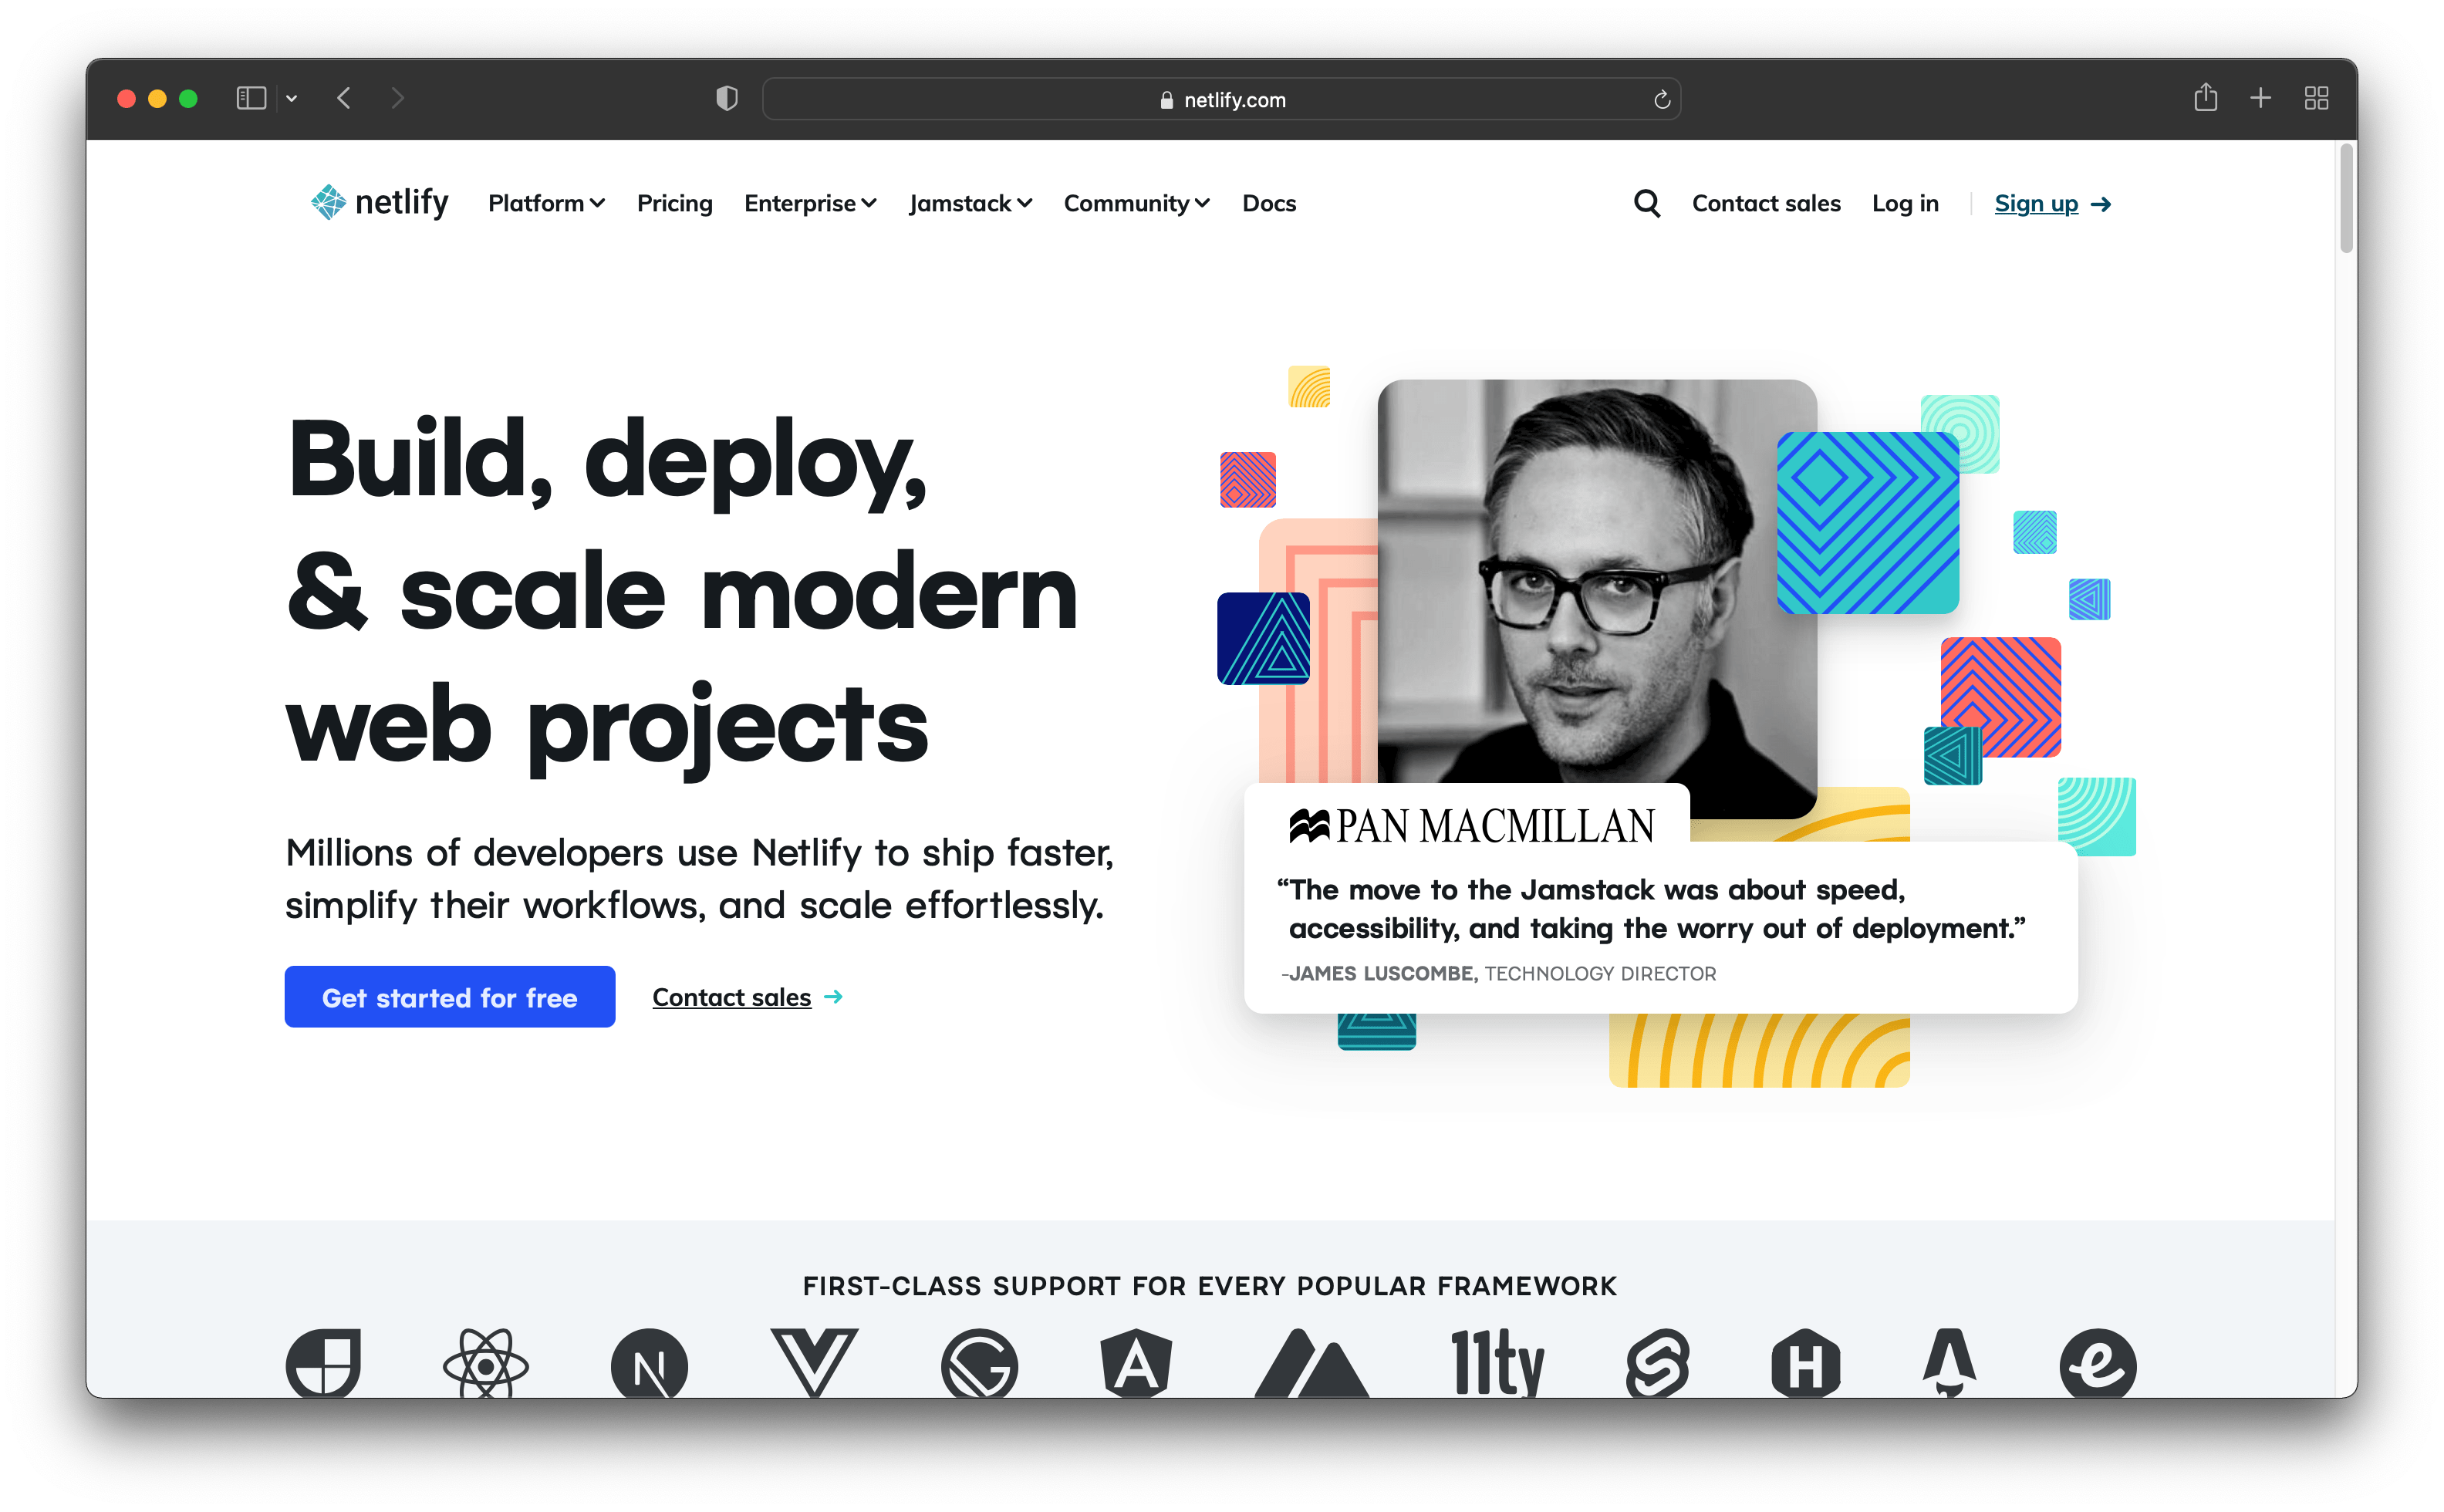 netlify.com
netlify Platform Pricing Enterprise Jamstack Community Docs Contact sales Log in Sign up →
Build, deploy,
& scale modern
web projects
Millions of developers use Netlify to ship faster,
simplify their workflows, and scale effortlessly.
Get started for free Contact sales →
PAN MACMILLAN
“The move to the Jamstack was about speed,
accessibility, and taking the worry out of deployment.”
-JAMES LUSCOMBE, TECHNOLOGY DIRECTOR
FIRST-CLASS SUPPORT FOR EVERY POPULAR FRAMEWORK
N G A 11ty S H e